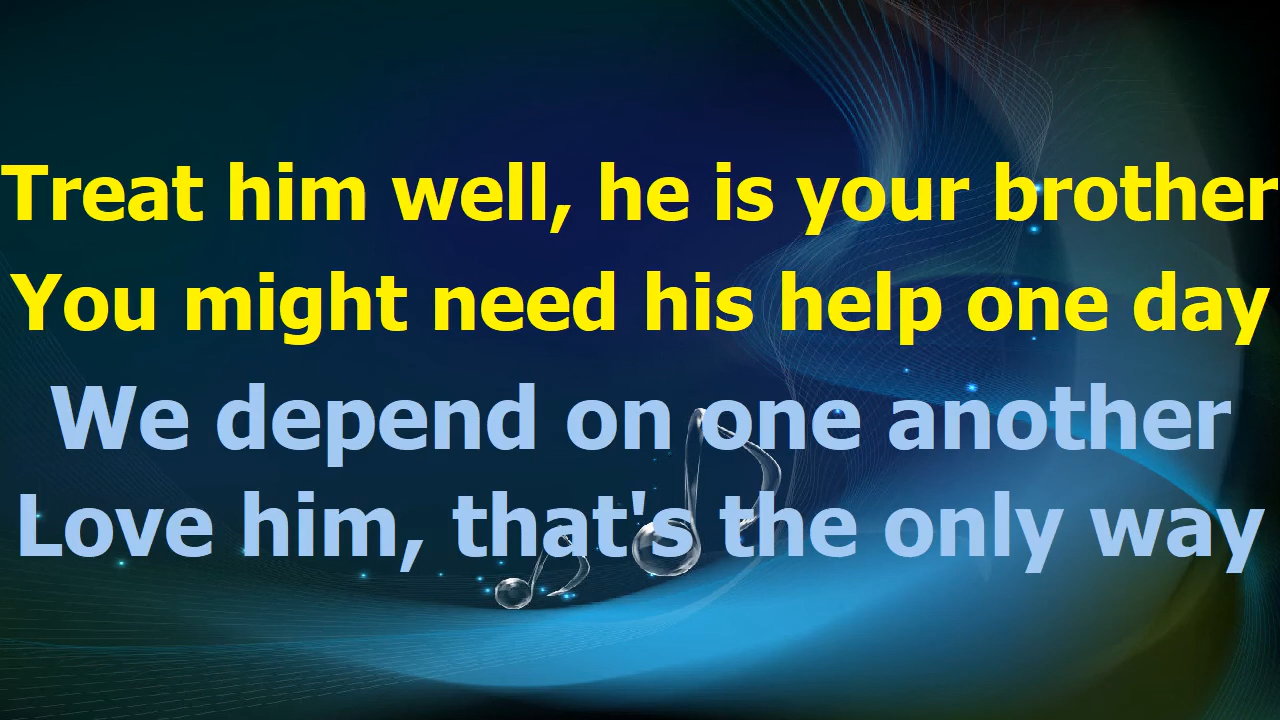 Treat him well, he is your brother
You might need his help one day
We depend on one another
Love him, that's the only way